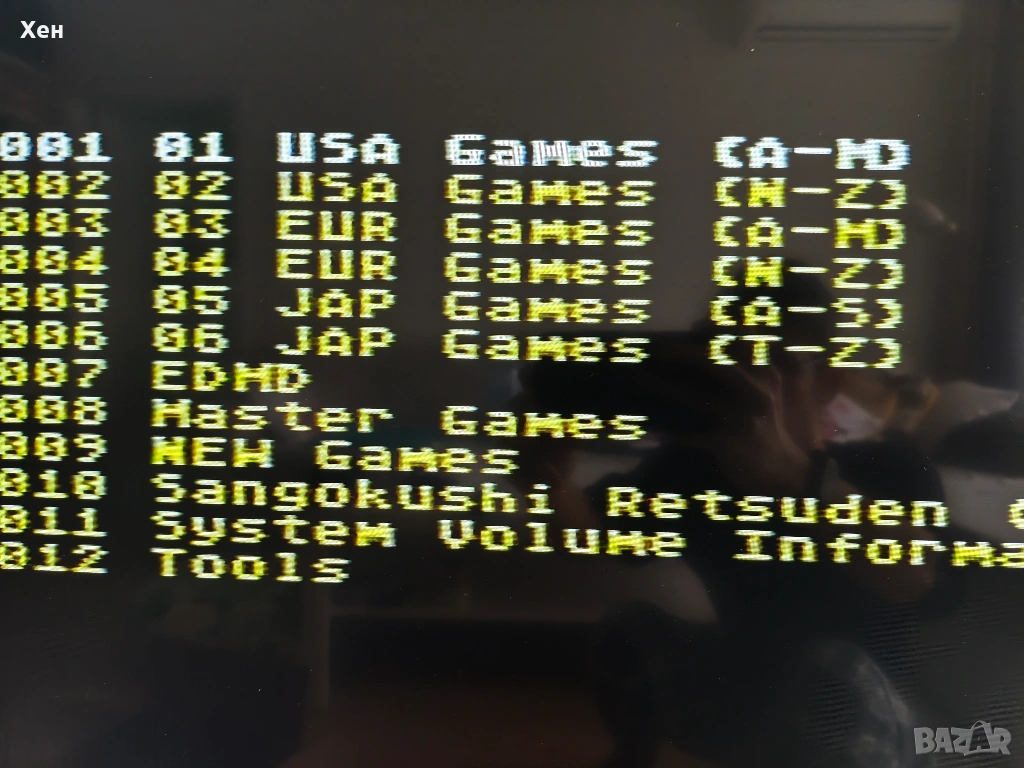 Хен
001 01 USA Games (A-M)
002 02 USA Games (M-Z)
003 03 EUR Games (A-M)
004 04 EUR Games (M-Z)
005 05 JAP Games (A-S)
006 06 JAP Games (T-Z)
007 EDMD
008 Master Games
009 NEW Games
010 Sangokushi Retsuden
011 System Volume Informa
012 Tools
BAZAR